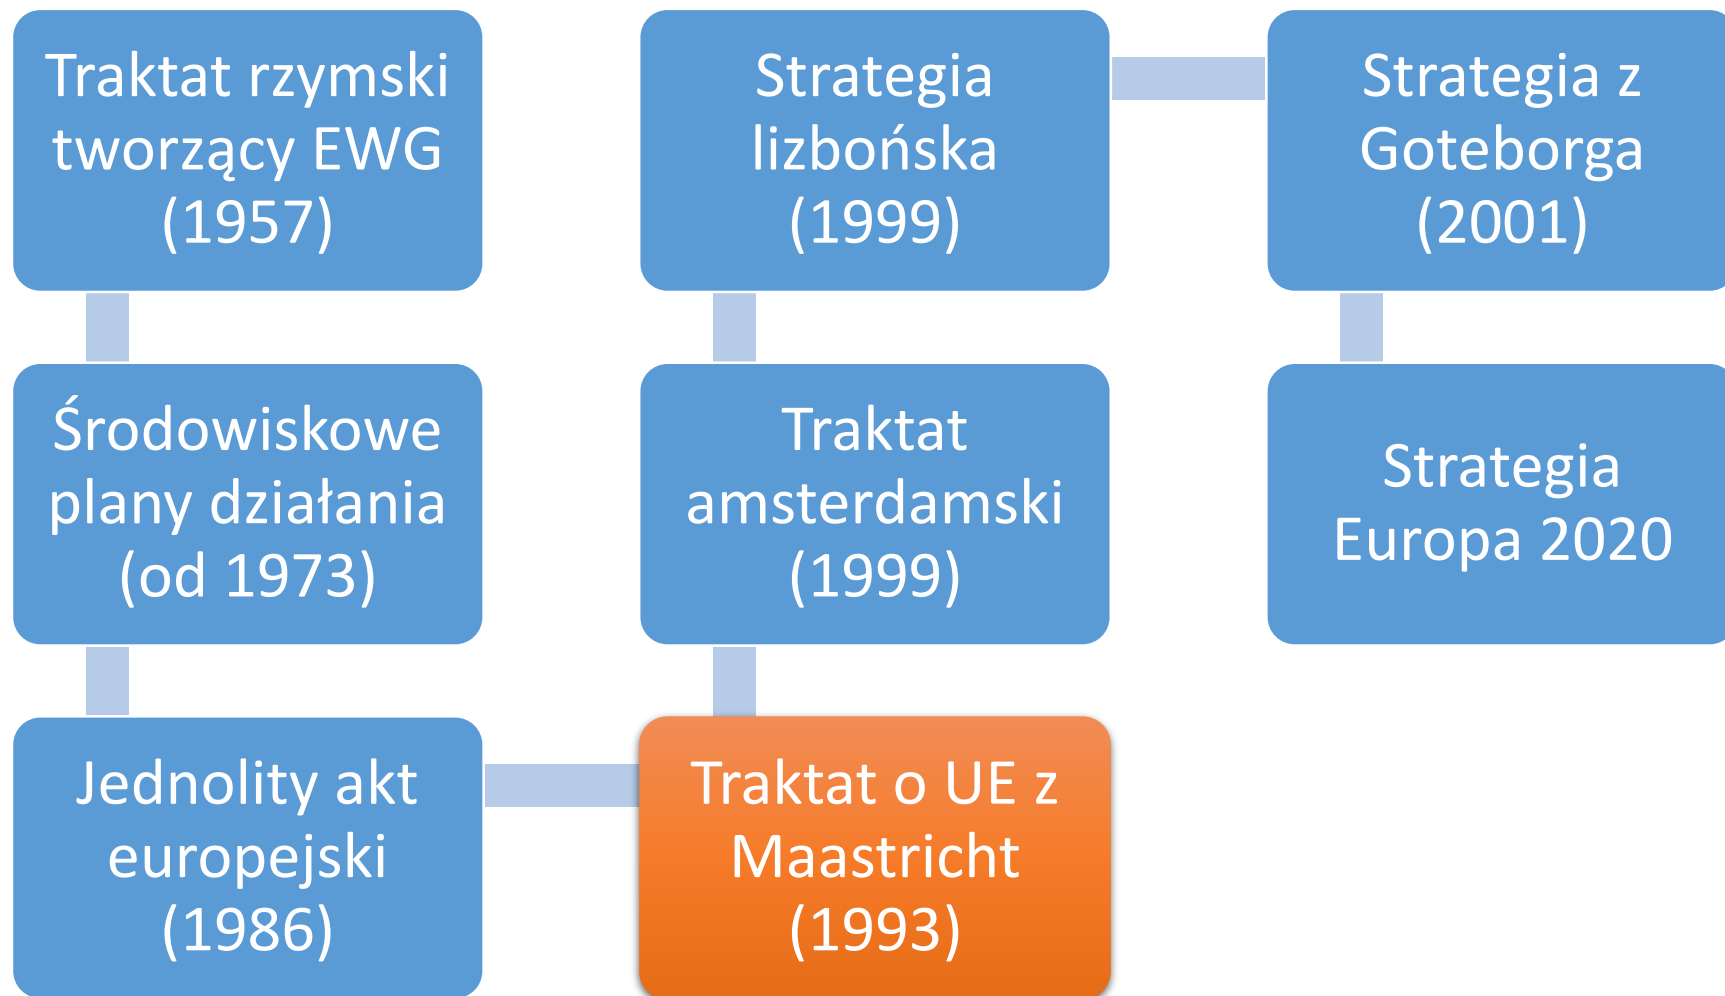 Traktat rzymski
tworzący EWG
(1957)
Środowiskowe
plany działania
(od 1973)
Jednolity akt
europejski
(1986)
Traktat o UE z
Maastricht
(1993)
Traktat
amsterdamski
(1999)
Strategia
lizbońska
(1999)
Strategia z
Goteborga
(2001)
Strategia
Europa 2020